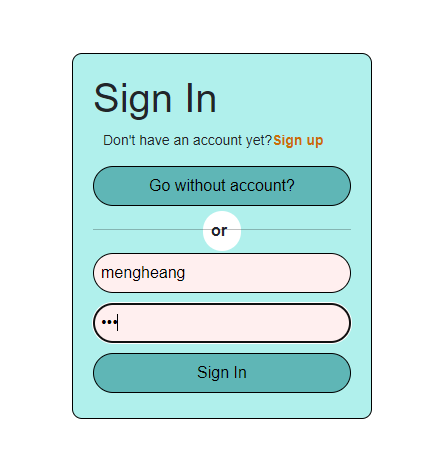 Sign In
Don't have an account yet?Sign up
Go without account?
or
mengheang
•••
Sign In